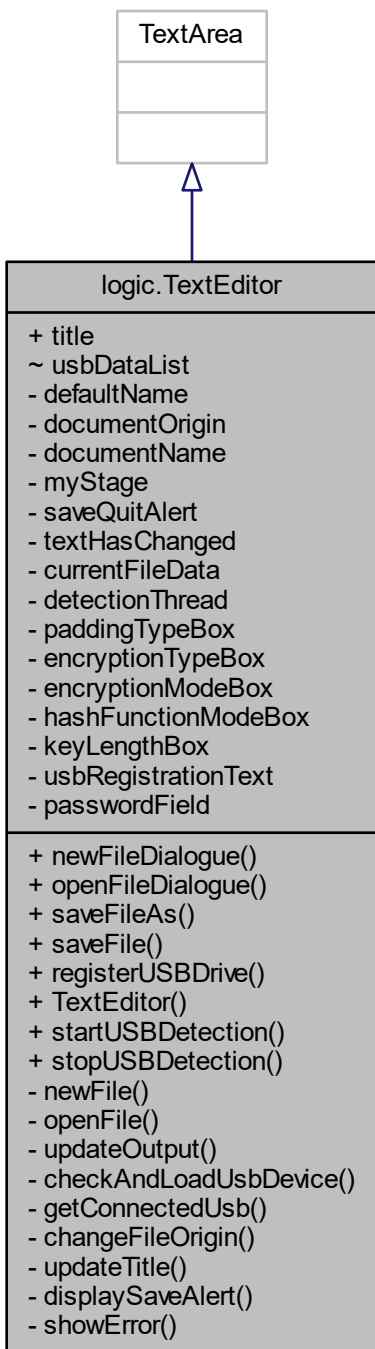 TextArea
logic.TextEditor
+ title
~ usbDataList
- defaultName
- documentOrigin
- documentName
- myStage
- saveQuitAlert
- textHasChanged
- currentFileData
- detectionThread
- paddingTypeBox
- encryptionTypeBox
- encryptionModeBox
- hashFunctionModeBox
- keyLengthBox
- usbRegistrationText
- passwordField
+ newFileDialogue()
+ openFileDialogue()
+ saveFileAs()
+ saveFile()
+ registerUSBDrive()
+ TextEditor()
+ startUSBDetection()
+ stopUSBDetection()
- newFile()
- openFile()
- updateOutput()
- checkAndLoadUsbDevice()
- getConnectedUsb()
- changeFileOrigin()
- updateTitle()
- displaySaveAlert()
- showError()